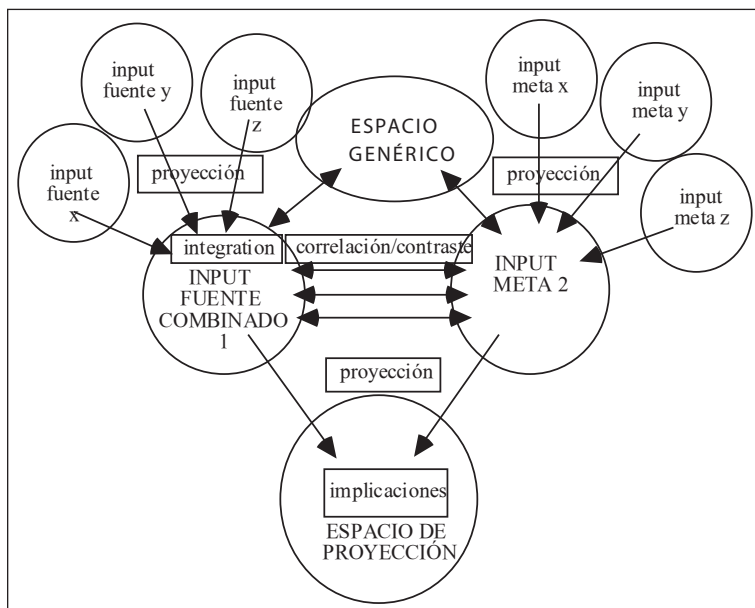 input
fuente y
input
fuente
z
input
meta x
input
meta y
ESPACIO
GENÉRICO
input
fuente
x
proyección
proyección
input
meta z
integration
correlación/contraste
INPUT
FUENTE
COMBINADO
1
INPUT
META 2
proyección
implicaciones
ESPACIO DE
PROYECCIÓN